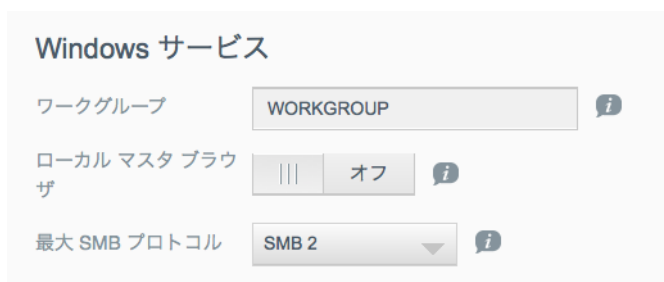 Windows サービス
ワークグループ WORKGROUP
ローカル マスタ ブラウ
ザ オフ
最大 SMB プロトコル SMB 2